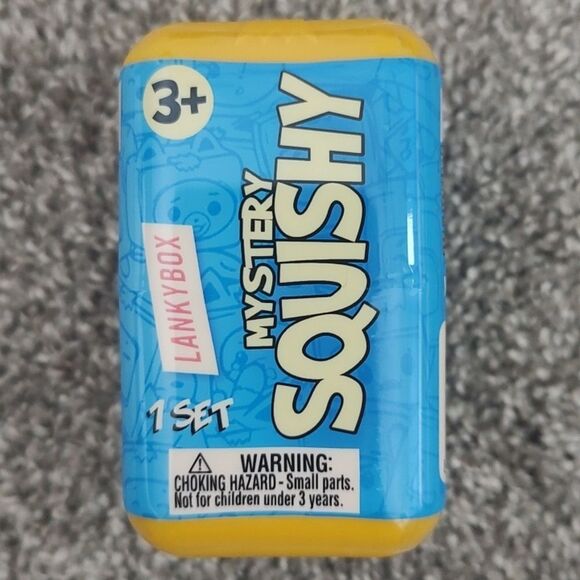 3+
LANKYBOX
MYSTERY
SQUISHY
1 SET
WARNING:
CHOKING HAZARD - Small parts.
Not for children under 3 years.